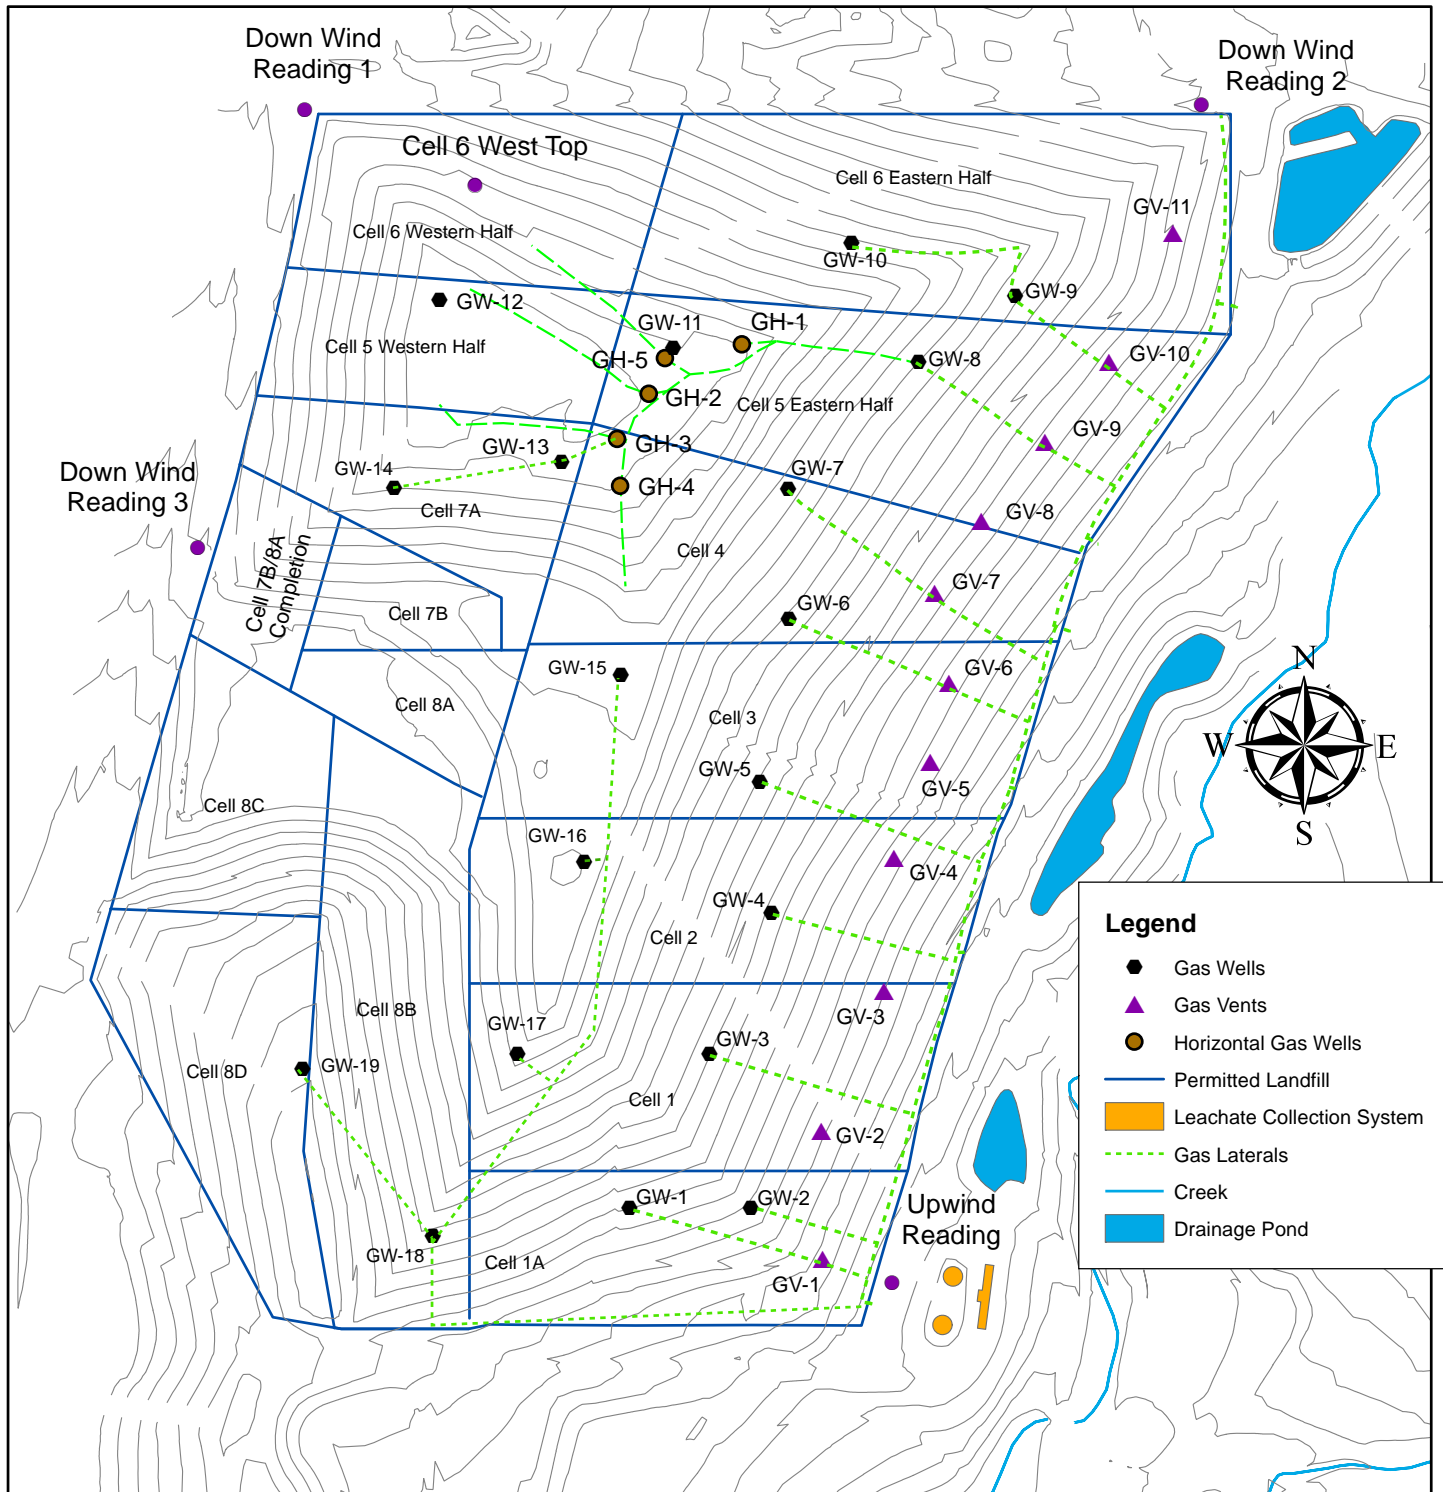 Down Wind
Reading 1
Down Wind
Reading 2
Cell 6 West Top
Cell 6 Eastern Half
GV-11
Cell 6 Western Half
GW-10
GW-9
GW-12
GW-11
GH-1
Cell 5 Western Half
GH-5
GW-8
GV-10
GH-2
Cell 5 Eastern Half
GV-9
GW-13
GH-3
Down Wind
Reading 3
GW-14
GW-7
GH-4
Cell 7A
GV-8
Cell 4
Cell 7B/8A
Completion
GV-7
Cell 7B
GW-6
GW-15
GV-6
Cell 8A
Cell 3
N
W
E
S
GW-5
GV-5
Cell 8C
GW-16
GV-4
GW-4
Cell 2
Cell 8B
GW-17
GV-3
GW-3
Cell 8D
GW-19
Cell 1
GV-2
GW-1
GW-2
Upwind
Reading
GW-18
Cell 1A
GV-1
Legend
Gas Wells
Gas Vents
Horizontal Gas Wells
Permitted Landfill
Leachate Collection System
Gas Laterals
Creek
Drainage Pond